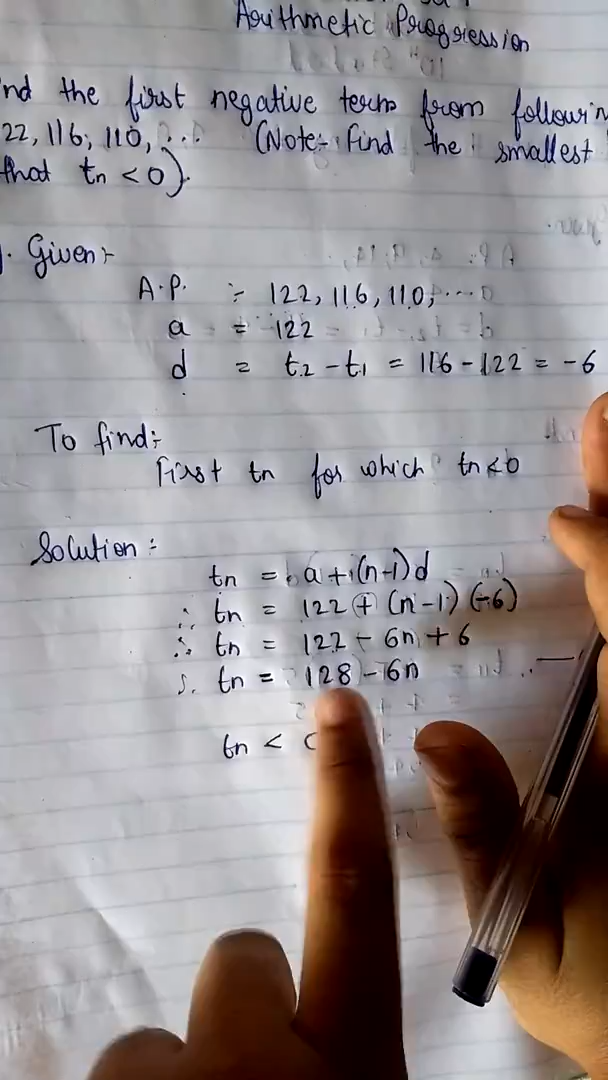 Arithmetic Progression
nd the first negative term from followin
22, 116, 110, ... (Note:- Find the smallest
that tn < 0).
Given:-
A.P. :- 122, 116, 110, ...
a = 122
d = t2 - t1 = 116 - 122 = -6
To find:-
First tn for which tn < 0
Solution:-
tn = a + (n-1)d
∴ tn = 122 + (n-1) (-6)
∴ tn = 122 - 6n + 6
∴ tn = 128 - 6n ...
tn <